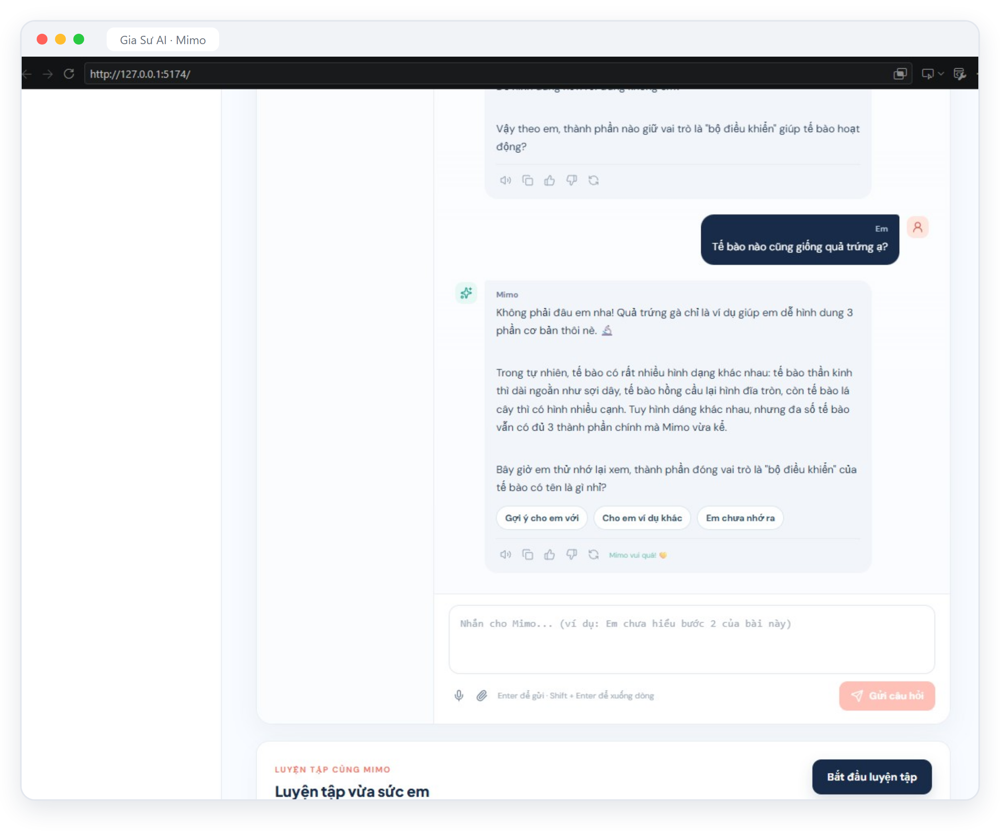 Gia Sư AI · Mimo
http://127.0.0.1:5174/
Vậy theo em, thành phần nào giữ vai trò là "bộ điều khiển" giúp tế bào hoạt
động?
Em
Tế bào nào cũng giống quả trứng ạ?
Mimo
Không phải đâu em nha! Quả trứng gà chỉ là ví dụ giúp em dễ hình dung 3
phần cơ bản thôi nè. 🔬
Trong tự nhiên, tế bào có rất nhiều hình dạng khác nhau: tế bào thần kinh
thì dài ngoằn như sợi dây, tế bào hồng cầu lại hình đĩa tròn, còn tế bào lá
cây thì có hình nhiều cạnh. Tuy hình dáng khác nhau, nhưng đa số tế bào
vẫn có đủ 3 thành phần chính mà Mimo vừa kể.
Bây giờ em thử nhớ lại xem, thành phần đóng vai trò là "bộ điều khiển" của
tế bào có tên là gì nhỉ?
Gợi ý cho em với Cho em ví dụ khác Em chưa nhớ ra
Mimo vui quá! 💛
Nhắn cho Mimo... (ví dụ: Em chưa hiểu bước 2 của bài này)
Enter để gửi · Shift + Enter để xuống dòng
Gửi câu hỏi
LUYỆN TẬP CÙNG MIMO
Luyện tập vừa sức em
Bắt đầu luyện tập